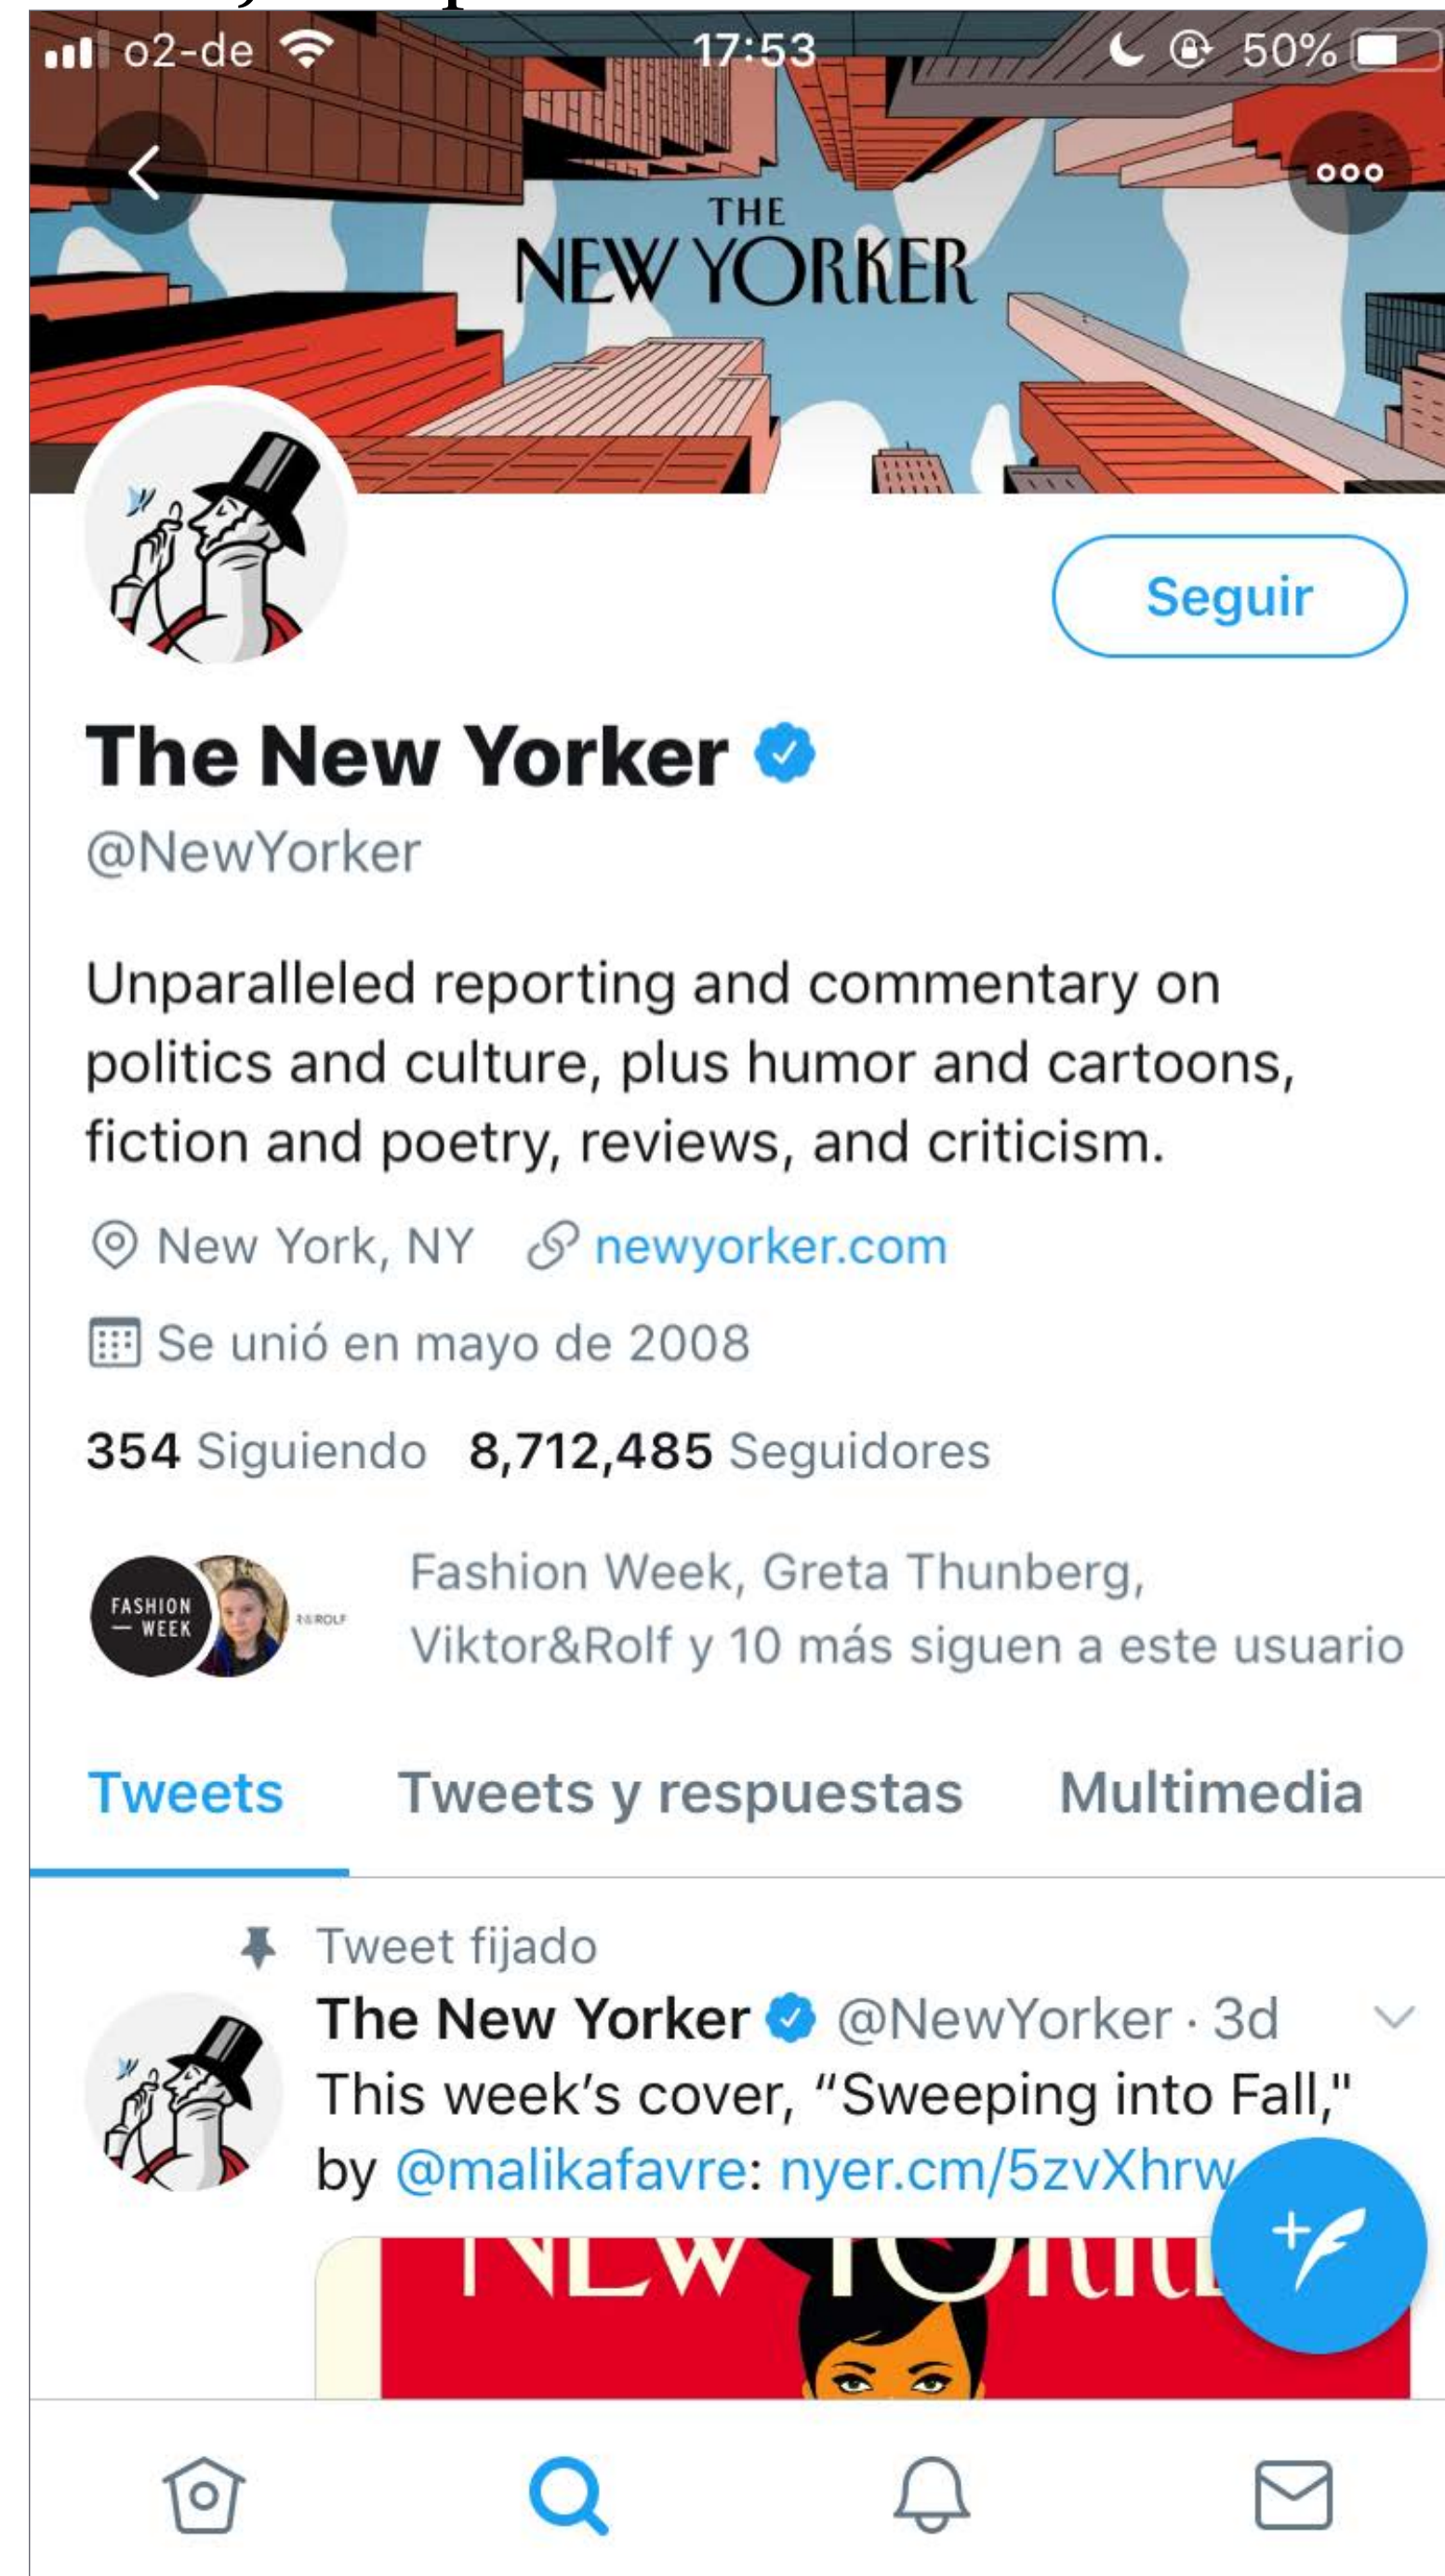 o2-de 17:53 50%
THE
NEW YORKER
Seguir
The New Yorker
@NewYorker
Unparalleled reporting and commentary on
politics and culture, plus humor and cartoons,
fiction and poetry, reviews, and criticism.
New York, NY newyorker.com
Se unió en mayo de 2008
354 Siguiendo 8,712,485 Seguidores
FASHION
— WEEK
&ROLF
Fashion Week, Greta Thunberg,
Viktor&Rolf y 10 más siguen a este usuario
Tweets Tweets y respuestas Multimedia
Tweet fijado
The New Yorker @NewYorker · 3d
This week's cover, “Sweeping into Fall,"
by @malikafavre: nyer.cm/5zvXhrw
NEW YORKE